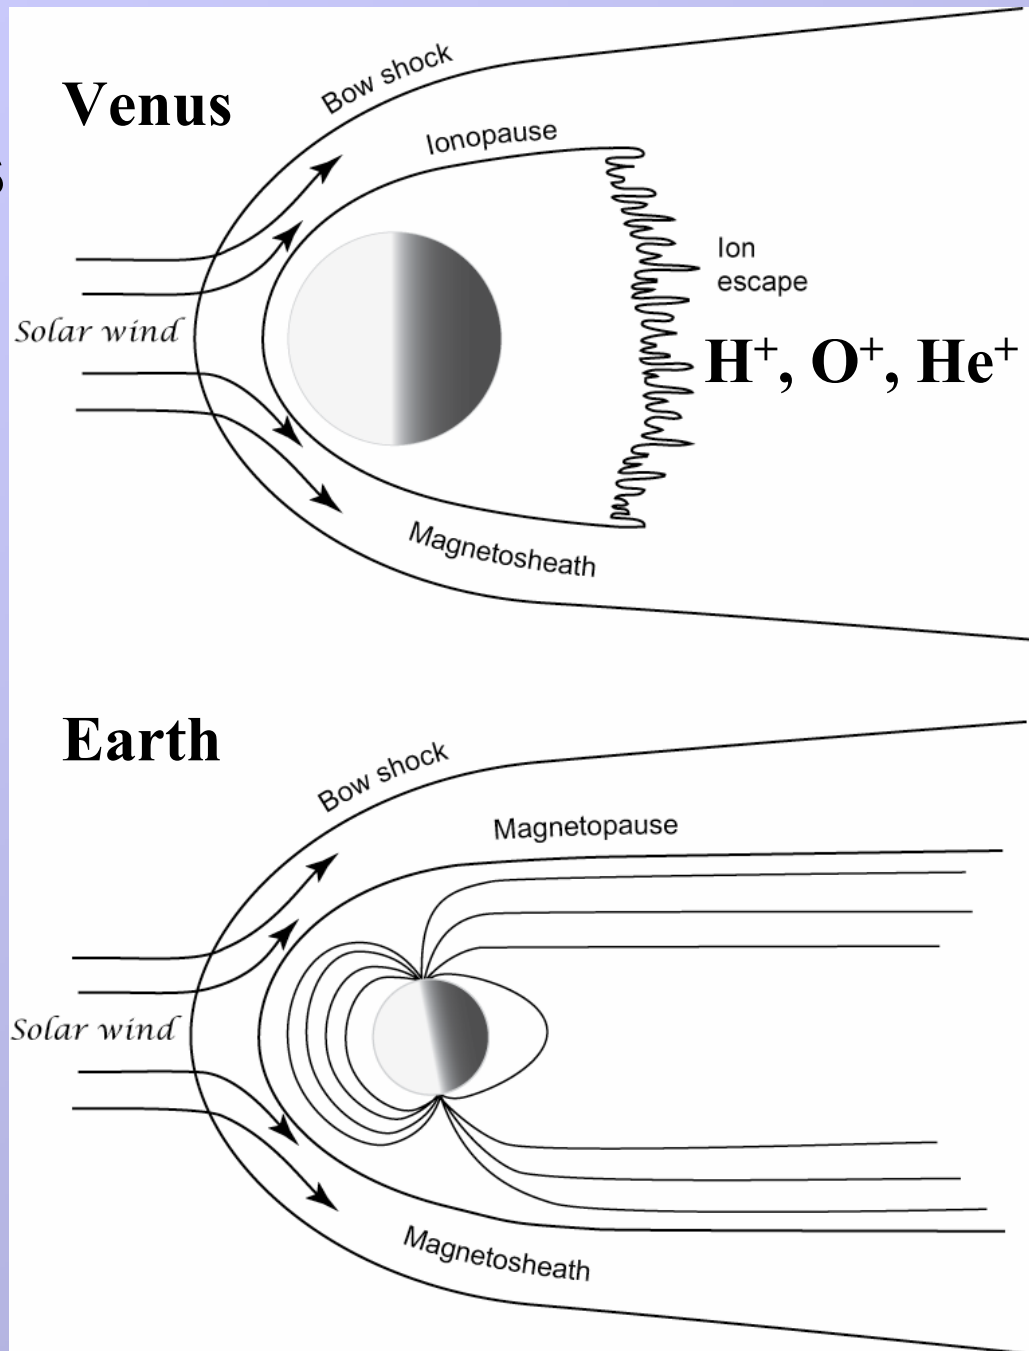 Venus
Bow shock
Ionopause
Ion
escape
Solar wind
H⁺, O⁺, He⁺
Magnetosheath
Earth
Bow shock
Magnetopause
Solar wind
Magnetosheath